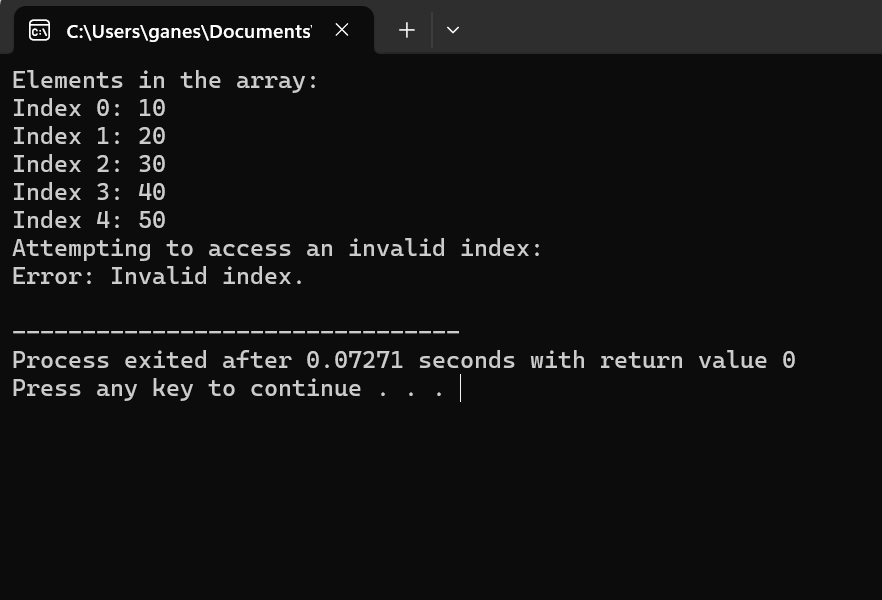 C:\Users\ganes\Documents\
Elements in the array:
Index 0: 10
Index 1: 20
Index 2: 30
Index 3: 40
Index 4: 50
Attempting to access an invalid index:
Error: Invalid index.
--------------------------------
Process exited after 0.07271 seconds with return value 0
Press any key to continue . . .